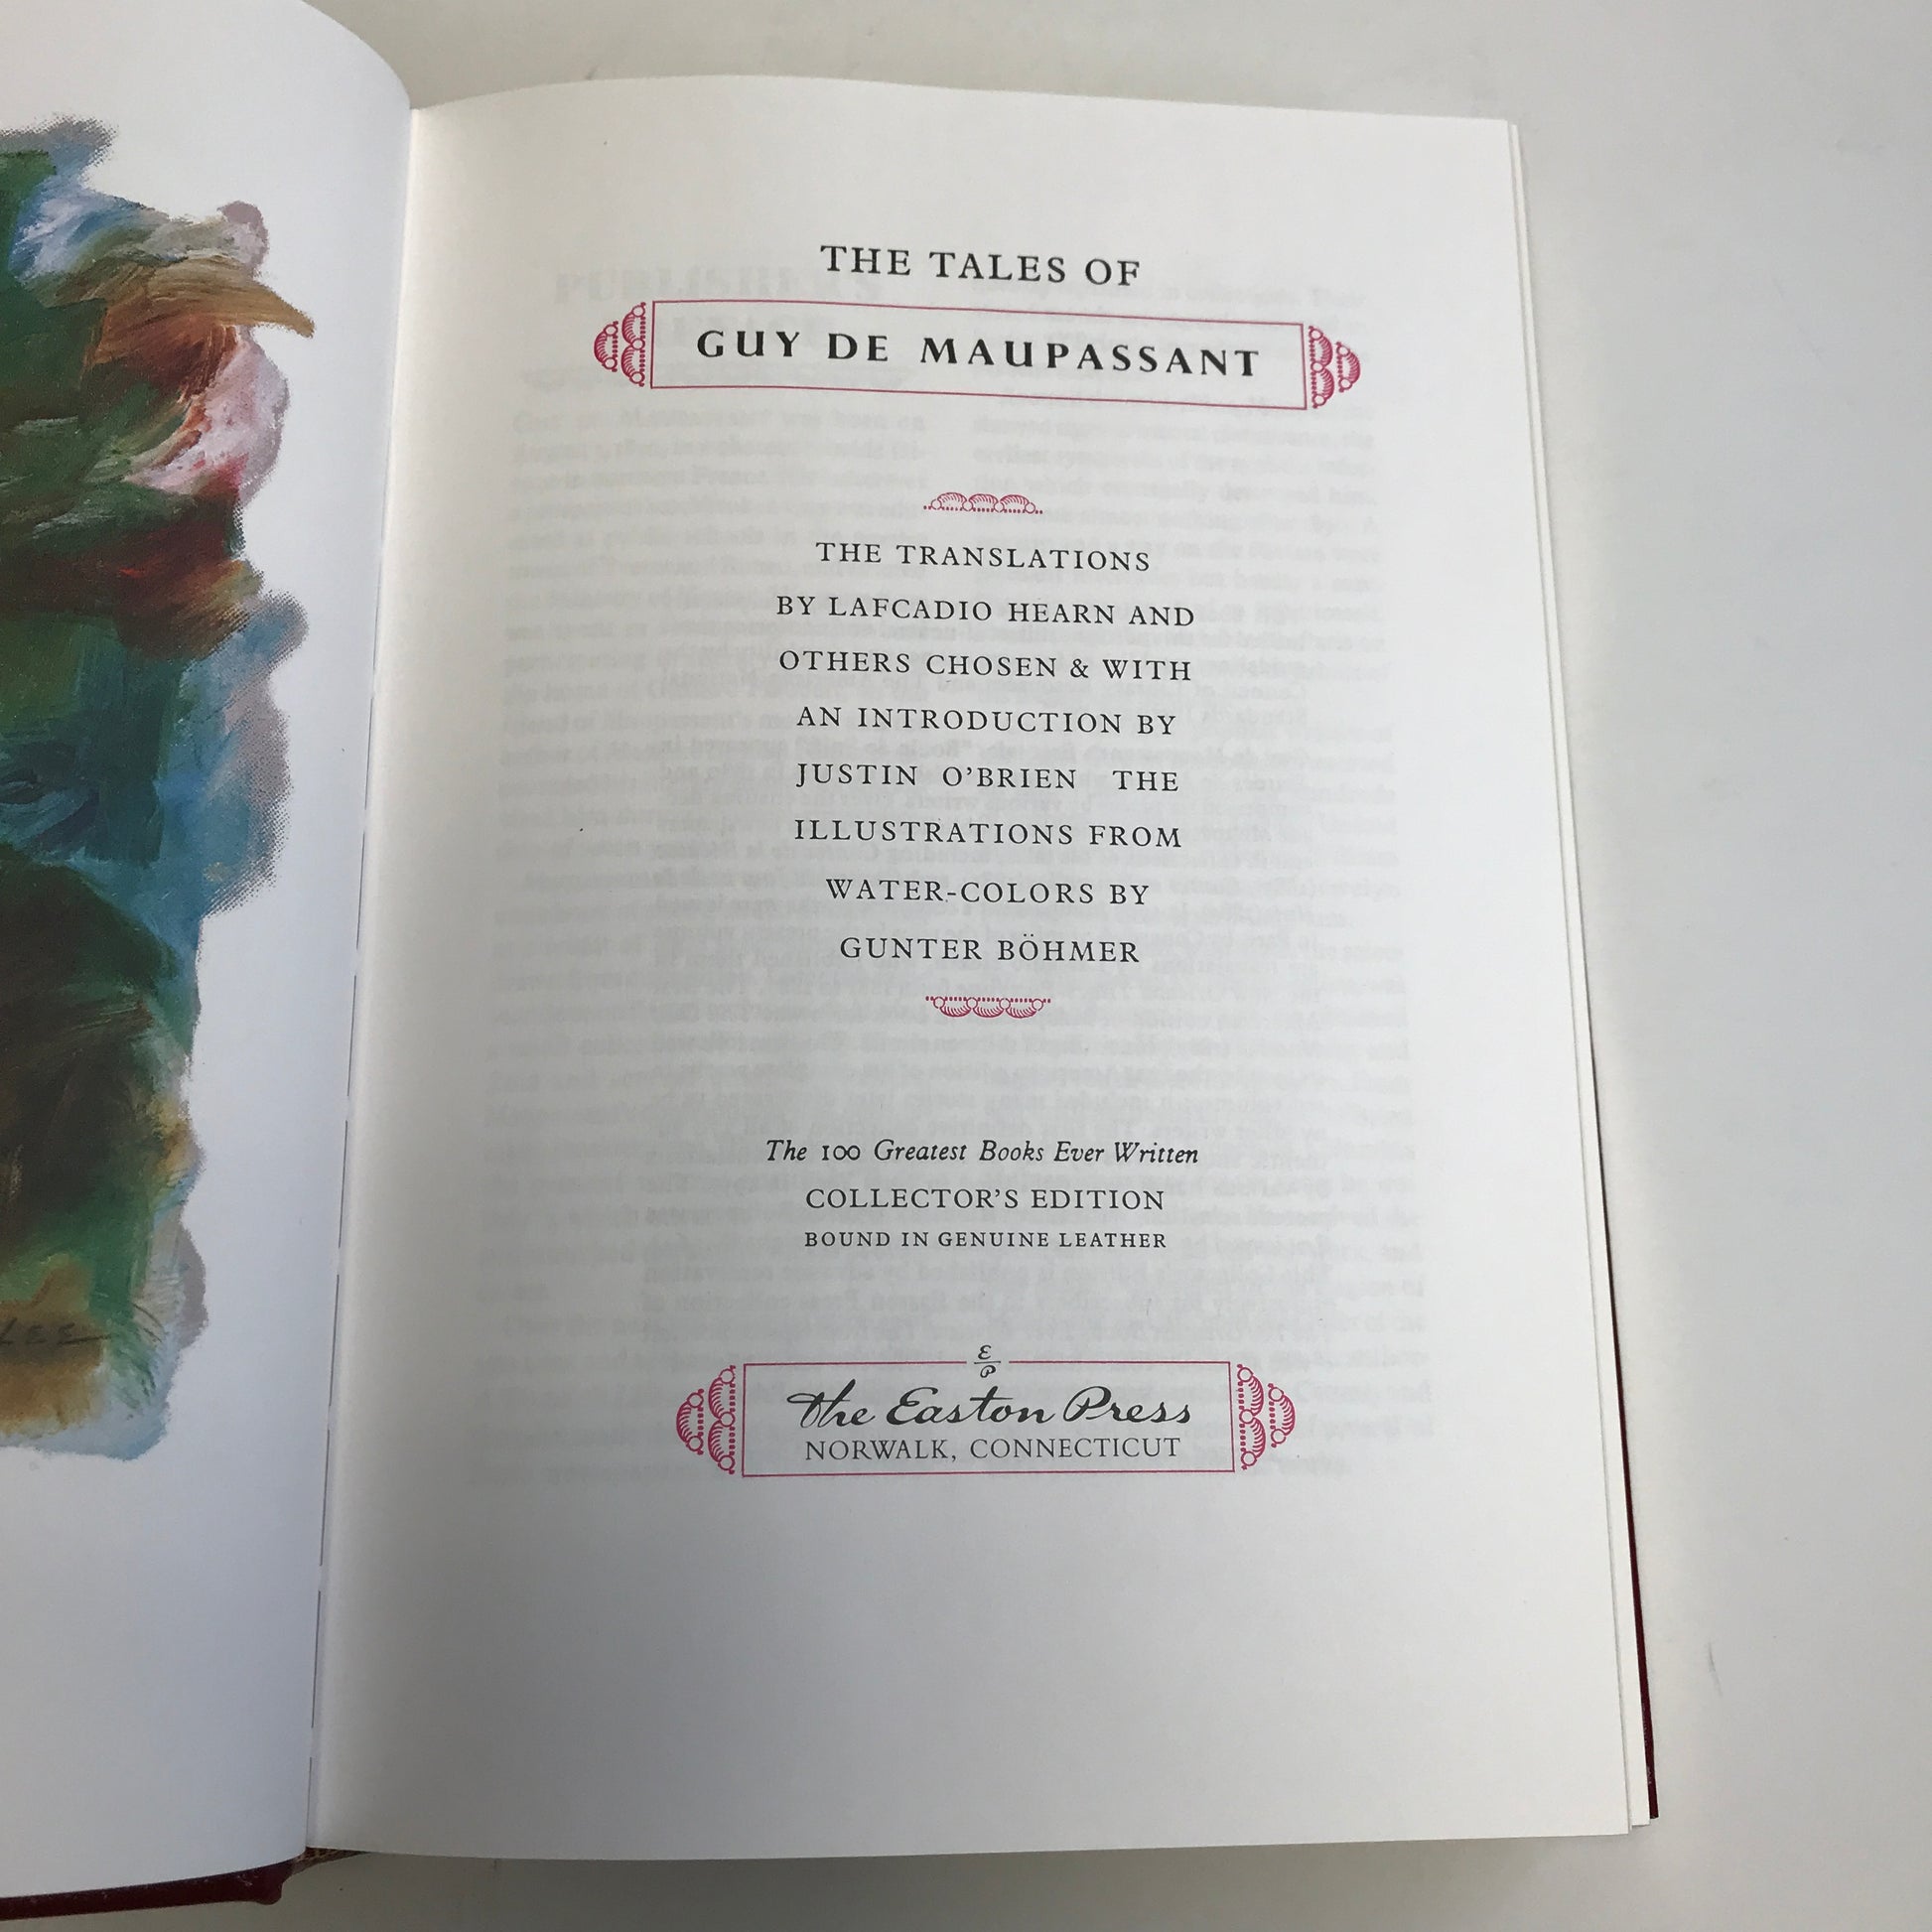 LEE
THE TALES OF
GUY DE MAUPASSANT
THE TRANSLATIONS
BY LAFCADIO HEARN AND
OTHERS CHOSEN & WITH
AN INTRODUCTION BY
JUSTIN O'BRIEN THE
ILLUSTRATIONS FROM
WATER-COLORS BY
GUNTER BÖHMER
The 100 Greatest Books Ever Written
COLLECTOR'S EDITION
BOUND IN GENUINE LEATHER
E/P
The Easton Press
NORWALK, CONNECTICUT